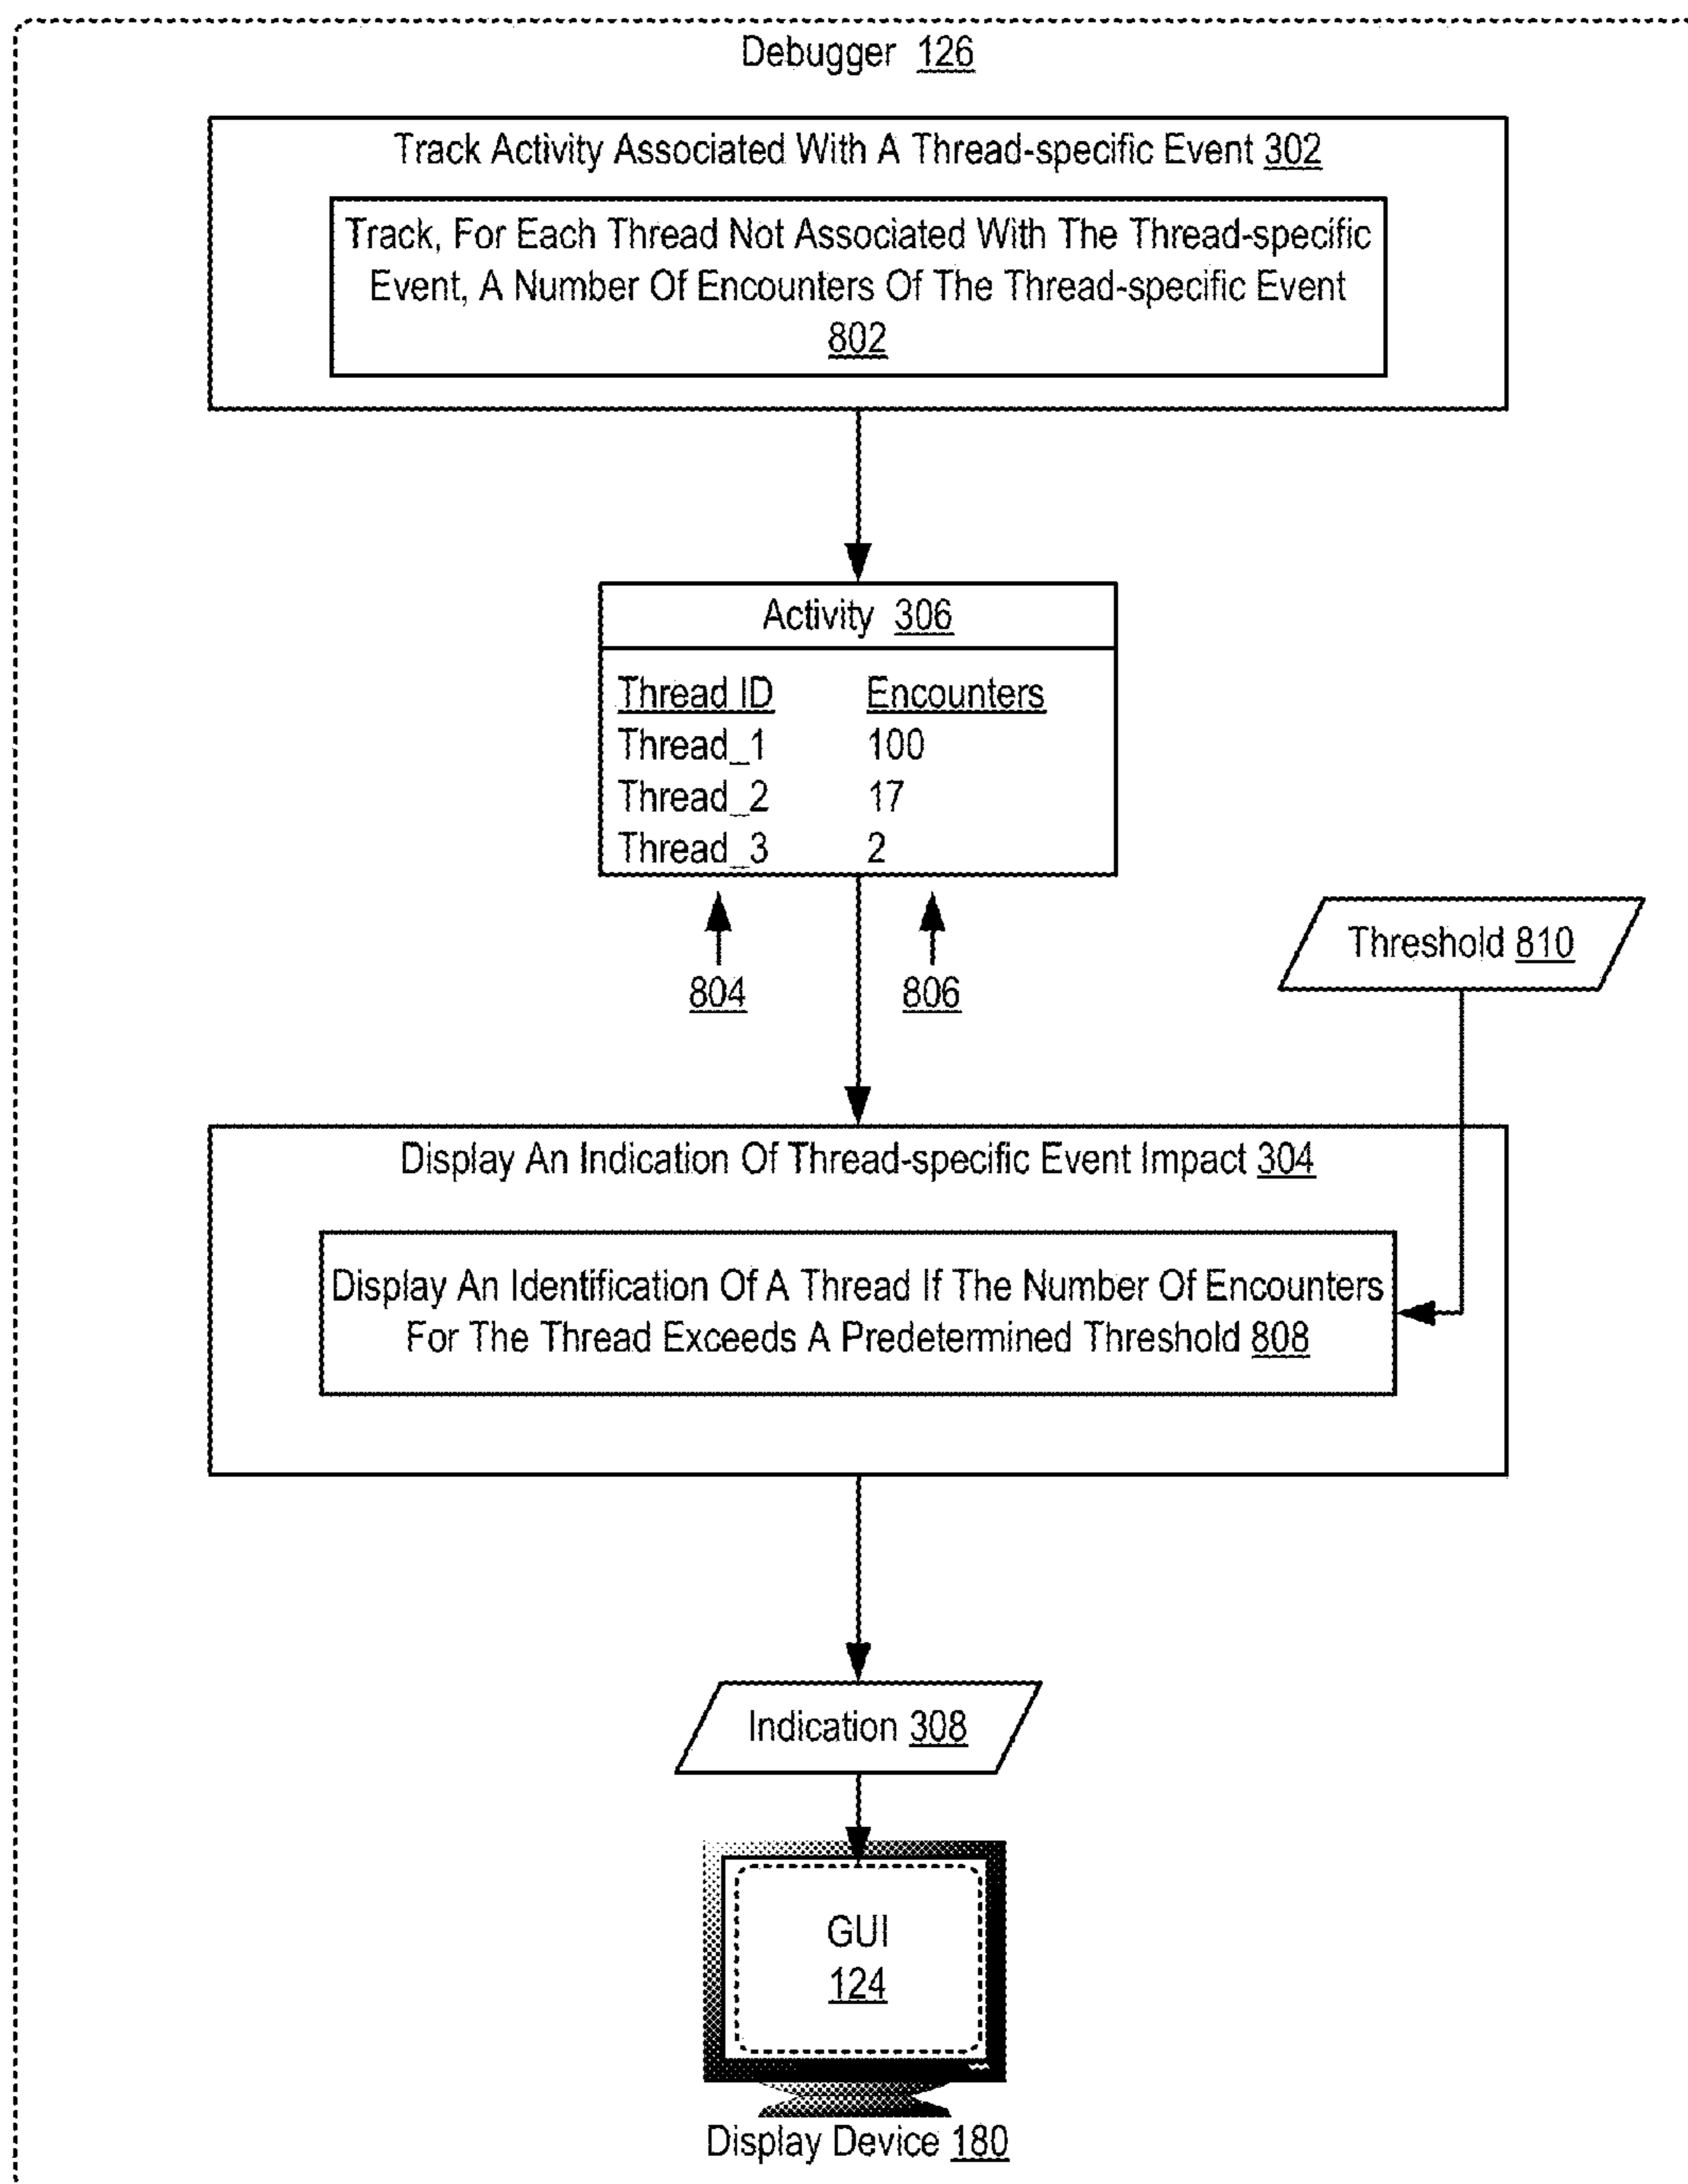 Debugger 126
Track Activity Associated With A Thread-specific Event 302
Track, For Each Thread Not Associated With The Thread-specific
Event, A Number Of Encounters Of The Thread-specific Event
802
Activity 306
Thread ID Encounters
Thread_1 100
Thread_2 17
Thread_3 2
804 806
Threshold 810
Display An Indication Of Thread-specific Event Impact 304
Display An Identification Of A Thread If The Number Of Encounters
For The Thread Exceeds A Predetermined Threshold 808
Indication 308
GUI
124
Display Device 180